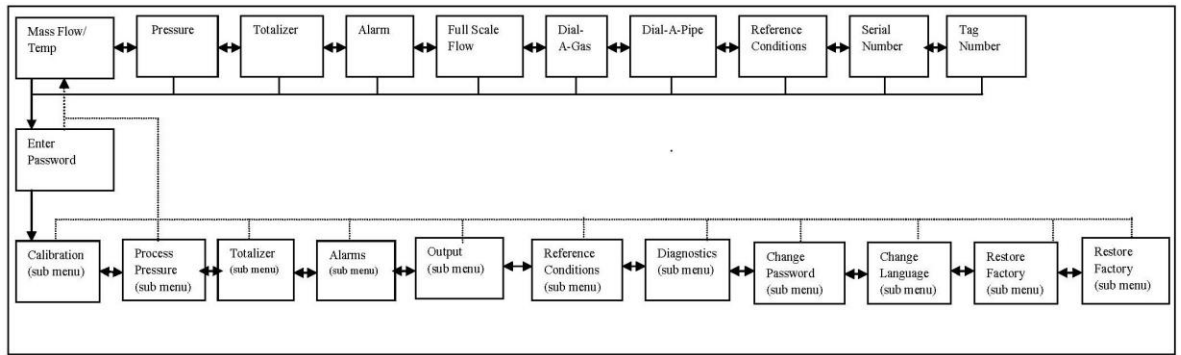 Mass Flow/
Temp
Pressure
Totalizer
Alarm
Full Scale
Flow
Dial-
A-Gas
Dial-A-Pipe
Reference
Conditions
Serial
Number
Tag
Number
Enter
Password
Calibration
(sub menu)
Process
Pressure
(sub menu)
Totalizer
(sub menu)
Alarms
(sub menu)
Output
(sub menu)
Reference
Conditions
(sub menu)
Diagnostics
(sub menu)
Change
Password
(sub menu)
Change
Language
(sub menu)
Restore
Factory
(sub menu)
Restore
Factory
(sub menu)